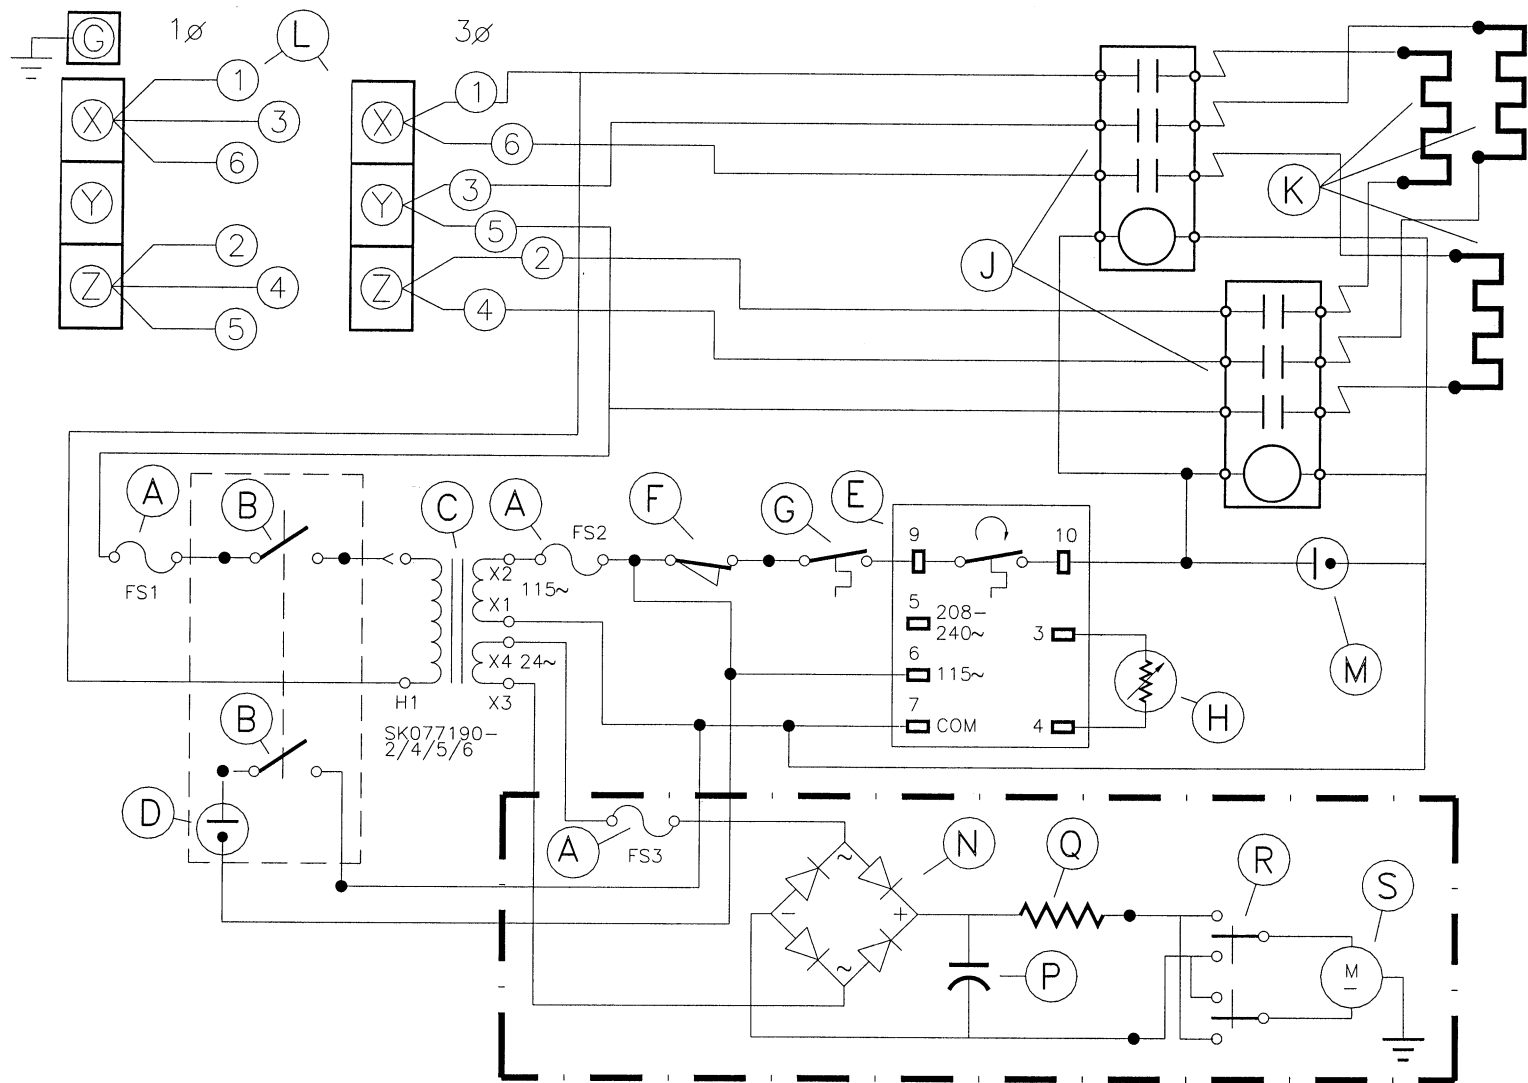 G 1ø L 3ø
X 1 3 6
Y
Z 2 4 5
X 1 6
Y 3 5
Z 2 4
J
K
A B C A FS2 F G E
FS1
X2
115~
X1
X4 24~
X3
H1
SK077190-
2/4/5/6
B
D
9 10
5 208-
240~
6
115~
7
COM
3
4
H
M
A FS3
~
- +
~
N Q R S
P
M